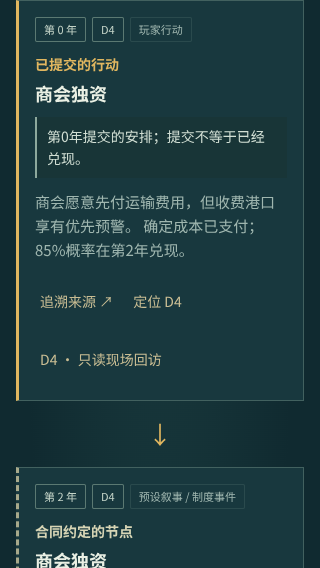 第 0 年 D4 玩家行动
已提交的行动
商会独资
第0年提交的安排；提交不等于已经
兑现。
商会愿意先付运输费用，但收费港口
享有优先预警。 确定成本已支付；
85%概率在第2年兑现。
追溯来源 ↗ 定位 D4
D4 · 只读现场回访
↓
第 2 年 D4 预设叙事 / 制度事件
合同约定的节点
商会独资